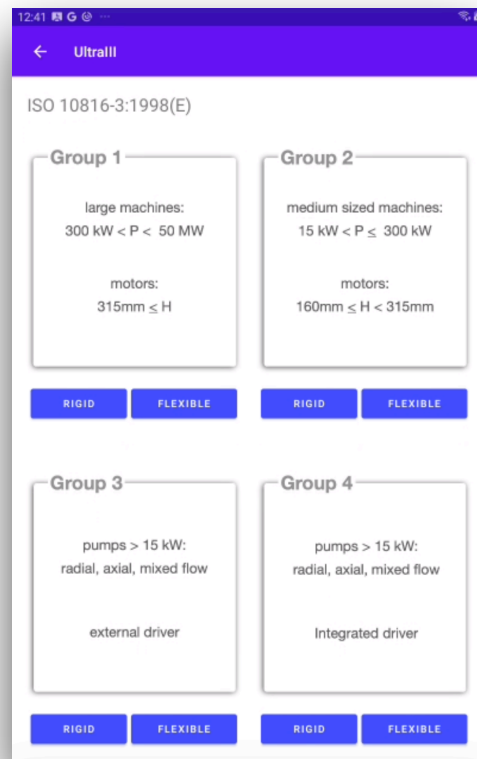 12:41 G
UltraIII
ISO 10816-3:1998(E)
Group 1
large machines:
300 kW < P < 50 MW
motors:
315mm ≤ H
RIGID
FLEXIBLE
Group 2
medium sized machines:
15 kW < P ≤ 300 kW
motors:
160mm ≤ H < 315mm
RIGID
FLEXIBLE
Group 3
pumps > 15 kW:
radial, axial, mixed flow
external driver
RIGID
FLEXIBLE
Group 4
pumps > 15 kW:
radial, axial, mixed flow
Integrated driver
RIGID
FLEXIBLE